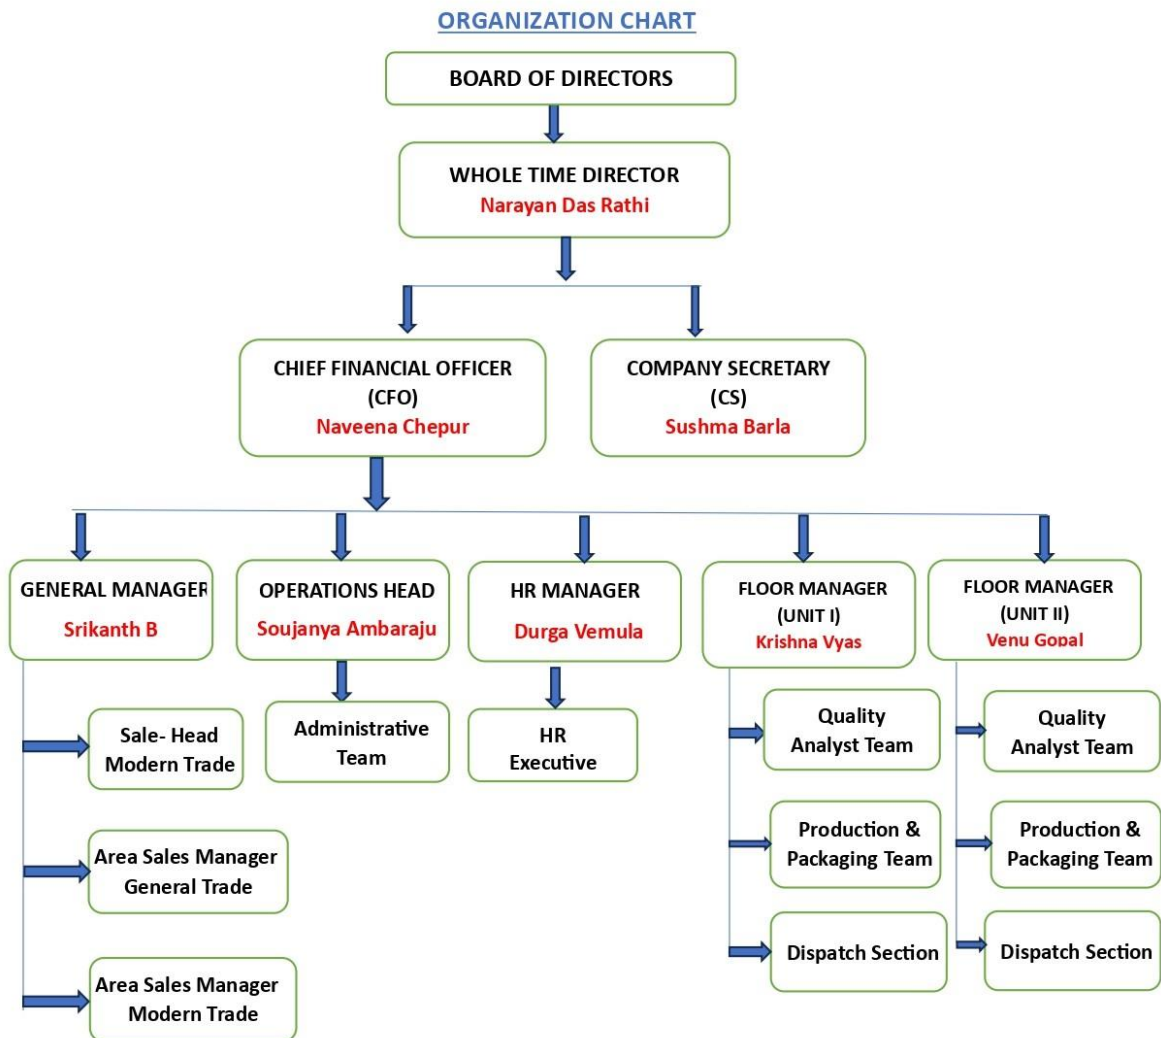 ORGANIZATION CHART
BOARD OF DIRECTORS
WHOLE TIME DIRECTOR
Narayan Das Rathi
CHIEF FINANCIAL OFFICER
(CFO)
Naveena Chepur
COMPANY SECRETARY
(CS)
Sushma Barla
GENERAL MANAGER
Srikanth B
OPERATIONS HEAD
Soujanya Ambaraju
HR MANAGER
Durga Vemula
FLOOR MANAGER
(UNIT I)
Krishna Vyas
FLOOR MANAGER
(UNIT II)
Venu Gopal
Sale- Head
Modern Trade
Area Sales Manager
General Trade
Area Sales Manager
Modern Trade
Administrative
Team
HR
Executive
Quality
Analyst Team
Production &
Packaging Team
Dispatch Section
Quality
Analyst Team
Production &
Packaging Team
Dispatch Section